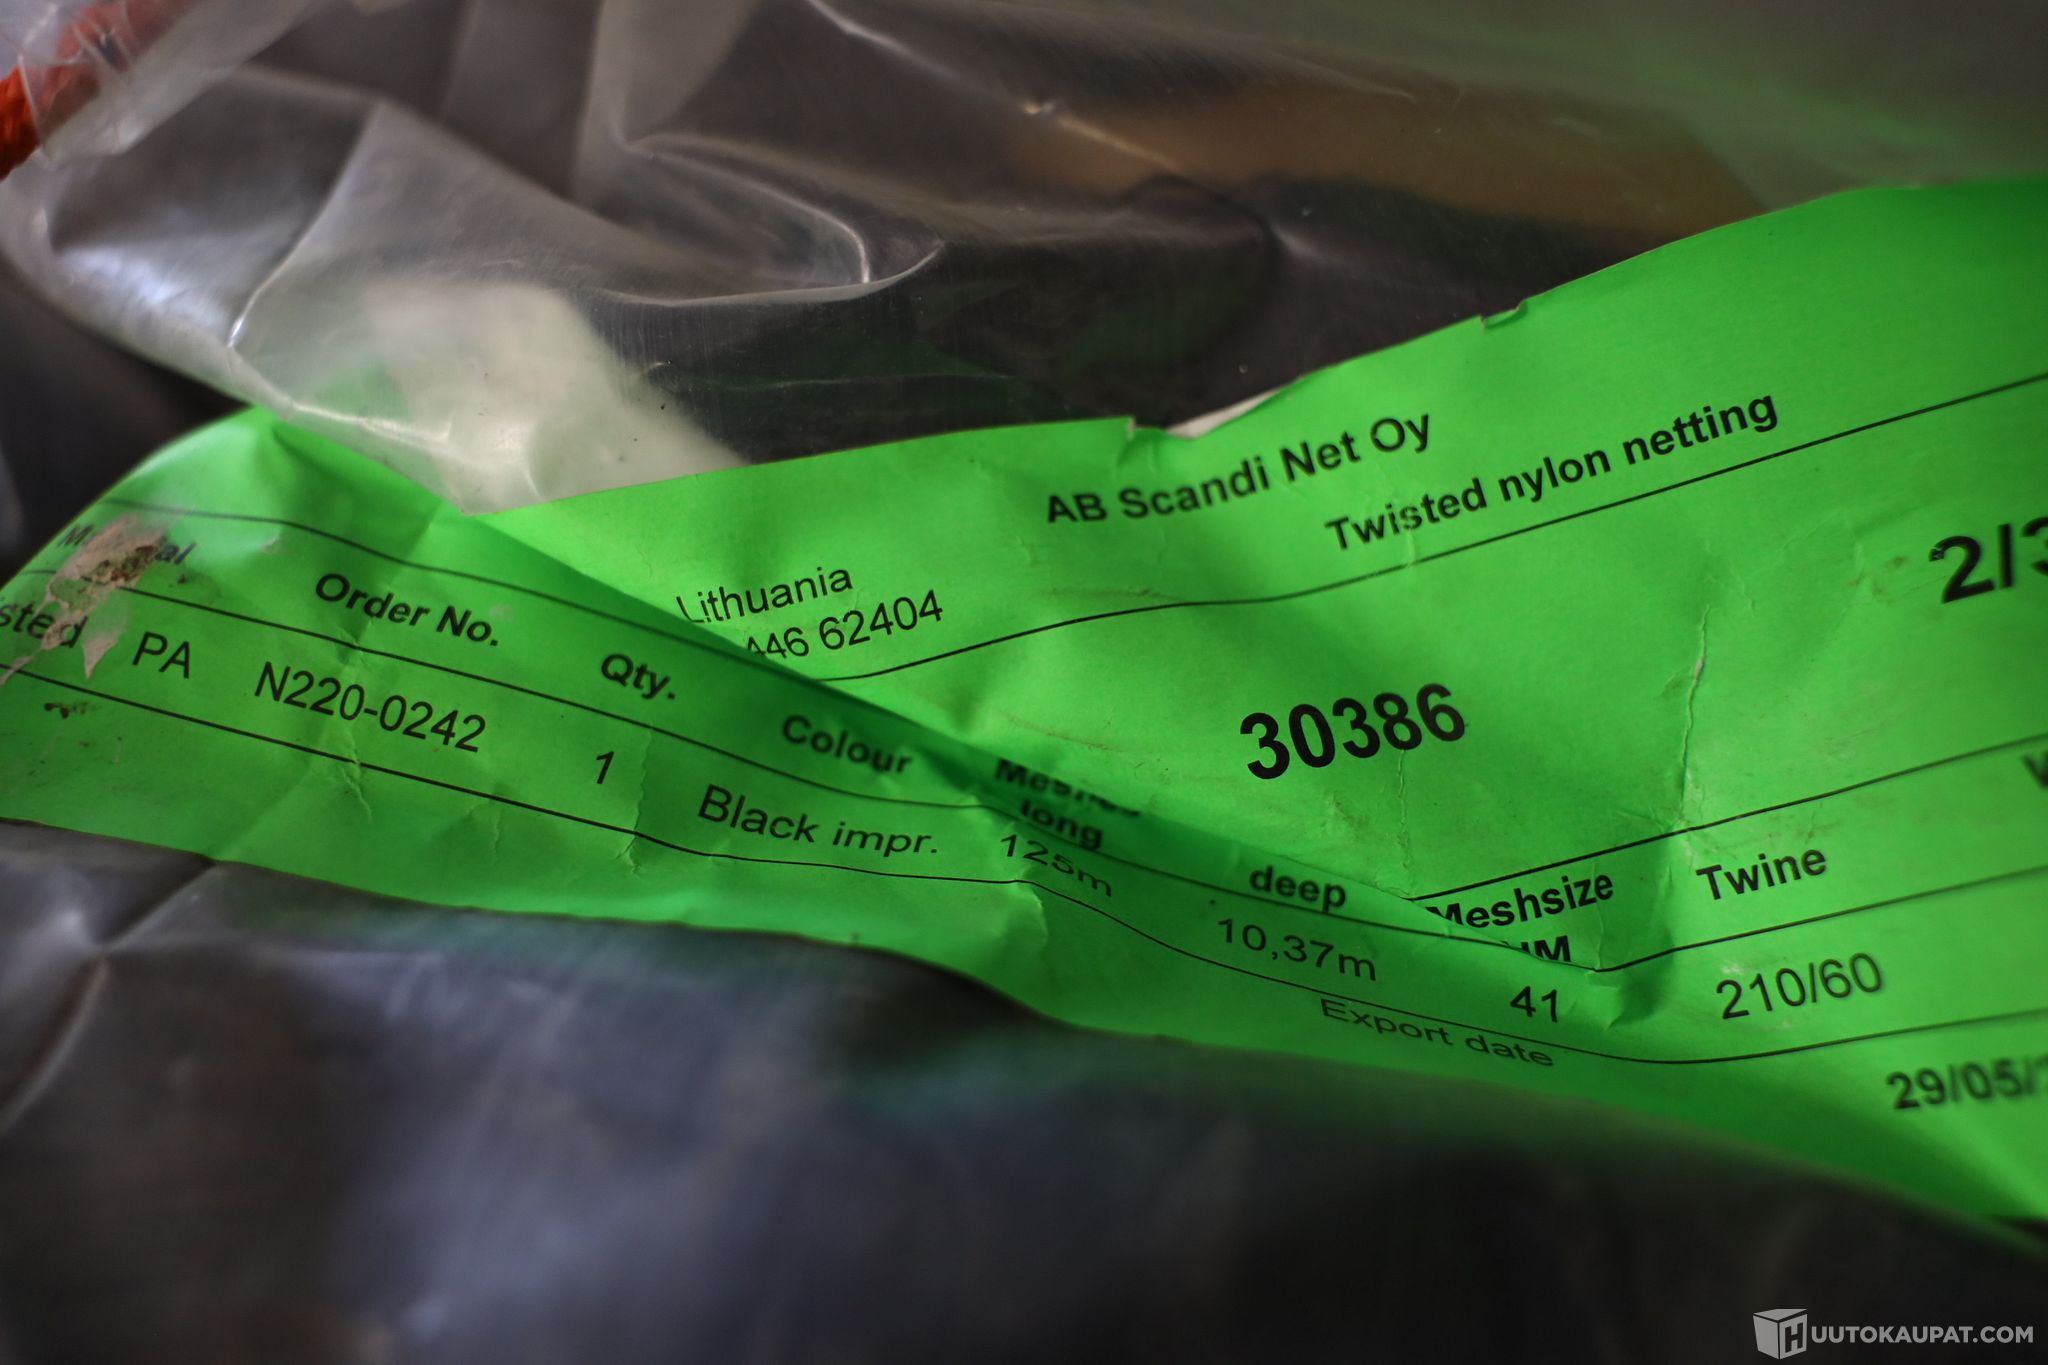 AB Scandi Net Oy
Twisted nylon netting
Lithuania
446 62404
30386
2/3
Order No. Qty. Colour Meshes long deep Meshsize Twine
PA N220-0242 1 Black impr. 125m 10,37m 41 210/60
Export date 29/05/
HUUTOKAUPAT.COM